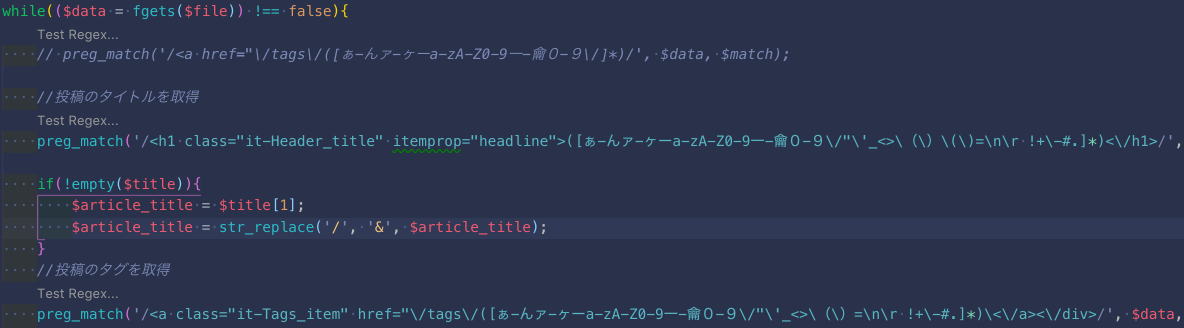 while(($data = fgets($file)) !== false){
Test Regex...
// preg_match('/<a href="\/tags\/([ぁ-んァ-ヶーa-zA-Z0-9一-龠０-９\/]*)/', $data, $match);
//投稿のタイトルを取得
Test Regex...
preg_match('/<h1 class="it-Header_title" itemprop="headline">([ぁ-んァ-ヶーa-zA-Z0-9一-龠０-９\/"\'_<>\（\）\(\)=\n\r !+\-#.]*)<\/h1>/',
if(!empty($title)){
$article_title = $title[1];
$article_title = str_replace('/', '&', $article_title);
}
//投稿のタグを取得
Test Regex...
preg_match('/<a class="it-Tags_item" href="\/tags\/([ぁ-んァ-ヶーa-zA-Z0-9一-龠０-９\/"\'_<>\（\）=\n\r !+\-#.]*)\<\/a><\/div>/', $data,